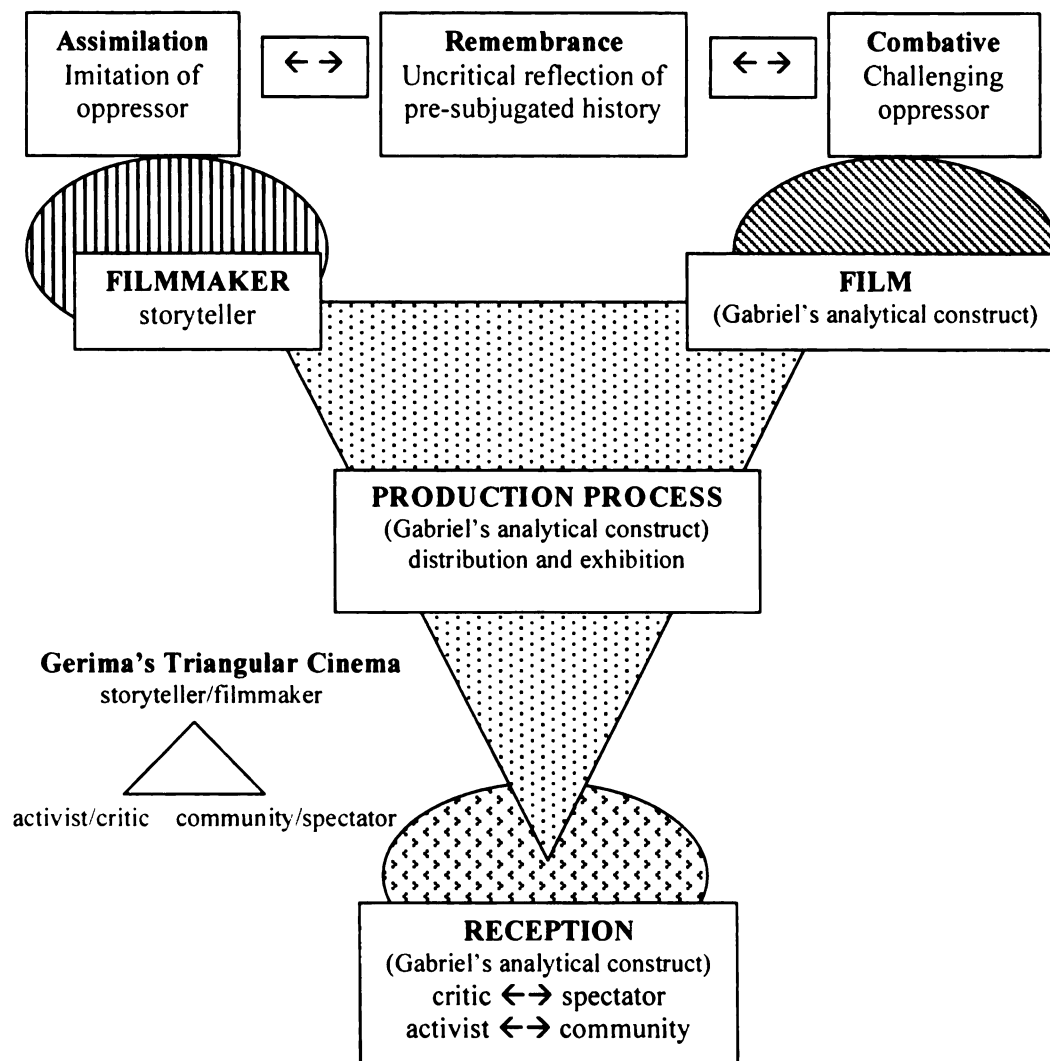 Assimilation
Imitation of
oppressor
←→
Remembrance
Uncritical reflection of
pre-subjugated history
←→
Combative
Challenging
oppressor
FILMMAKER
storyteller
FILM
(Gabriel's analytical construct)
PRODUCTION PROCESS
(Gabriel's analytical construct)
distribution and exhibition
Gerima's Triangular Cinema
storyteller/filmmaker
activist/critic community/spectator
RECEPTION
(Gabriel's analytical construct)
critic ←→ spectator
activist ←→ community